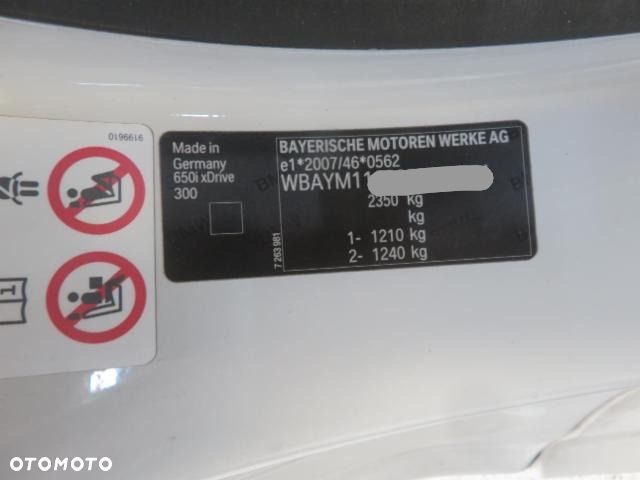 0196616
Made in
Germany
650i xDrive
300
BAYERISCHE MOTOREN WERKE AG
e1*2007/46*0562
WBAYM11
2350 kg
kg
1- 1210 kg
2- 1240 kg
7 263 981
1
OTOMOTO